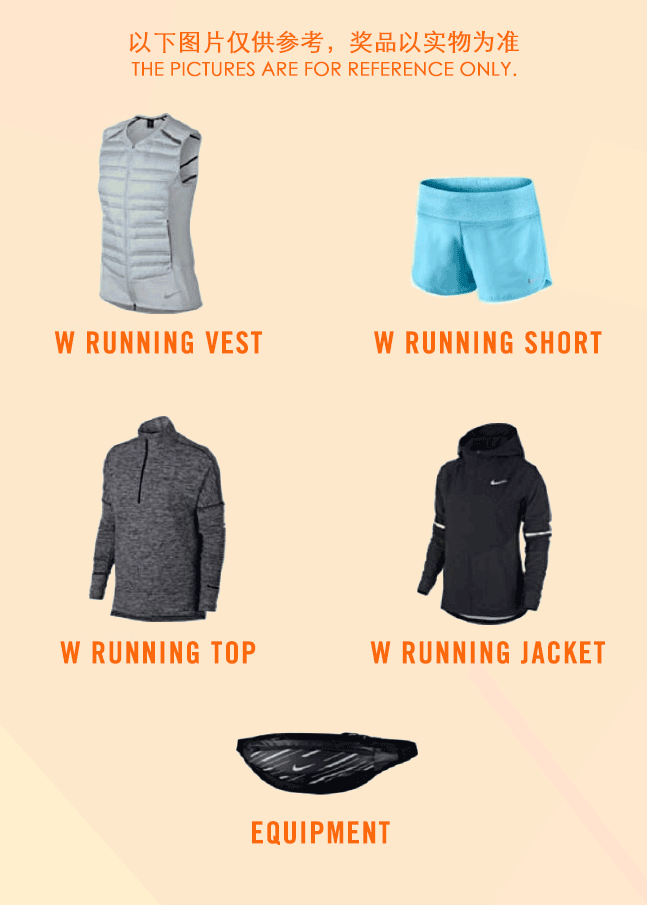 以下图片仅供参考，奖品以实物为准
THE PICTURES ARE FOR REFERENCE ONLY.
W RUNNING VEST
W RUNNING SHORT
W RUNNING TOP
W RUNNING JACKET
EQUIPMENT